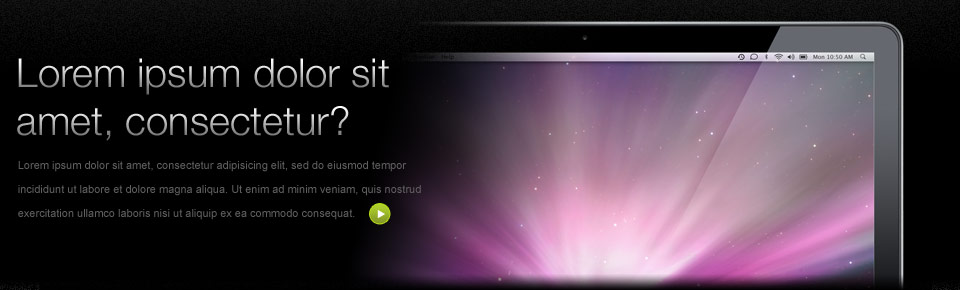 Lorem ipsum dolor sit
amet, consectetur?
Lorem ipsum dolor sit amet, consectetur adipisicing elit, sed do eiusmod tempor
incididunt ut labore et dolore magna aliqua. Ut enim ad minim veniam, quis nostrud
exercitation ullamco laboris nisi ut aliquip ex ea commodo consequat.
Help
Mon 10:50 AM